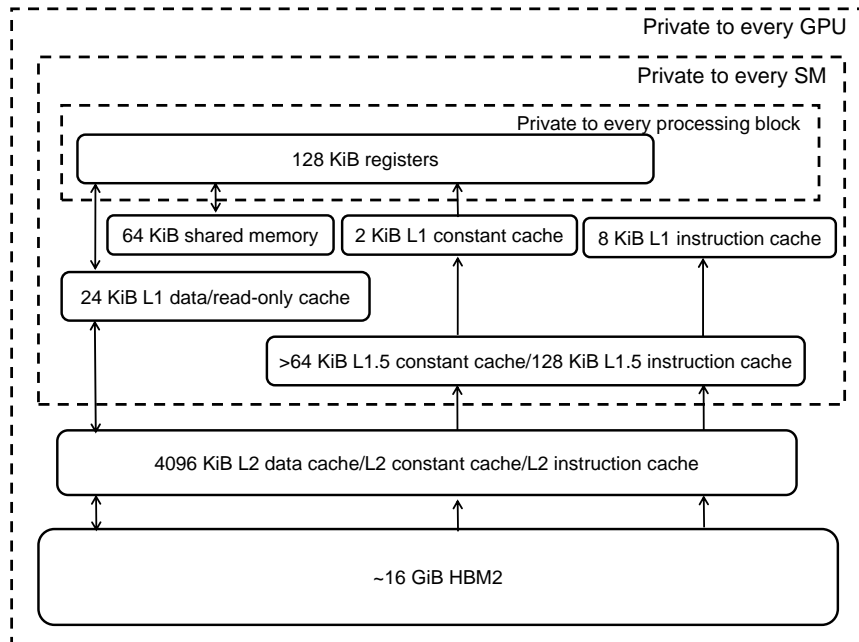 Private to every GPU
Private to every SM
Private to every processing block
128 KiB registers
64 KiB shared memory
2 KiB L1 constant cache
8 KiB L1 instruction cache
24 KiB L1 data/read-only cache
>64 KiB L1.5 constant cache/128 KiB L1.5 instruction cache
4096 KiB L2 data cache/L2 constant cache/L2 instruction cache
~16 GiB HBM2